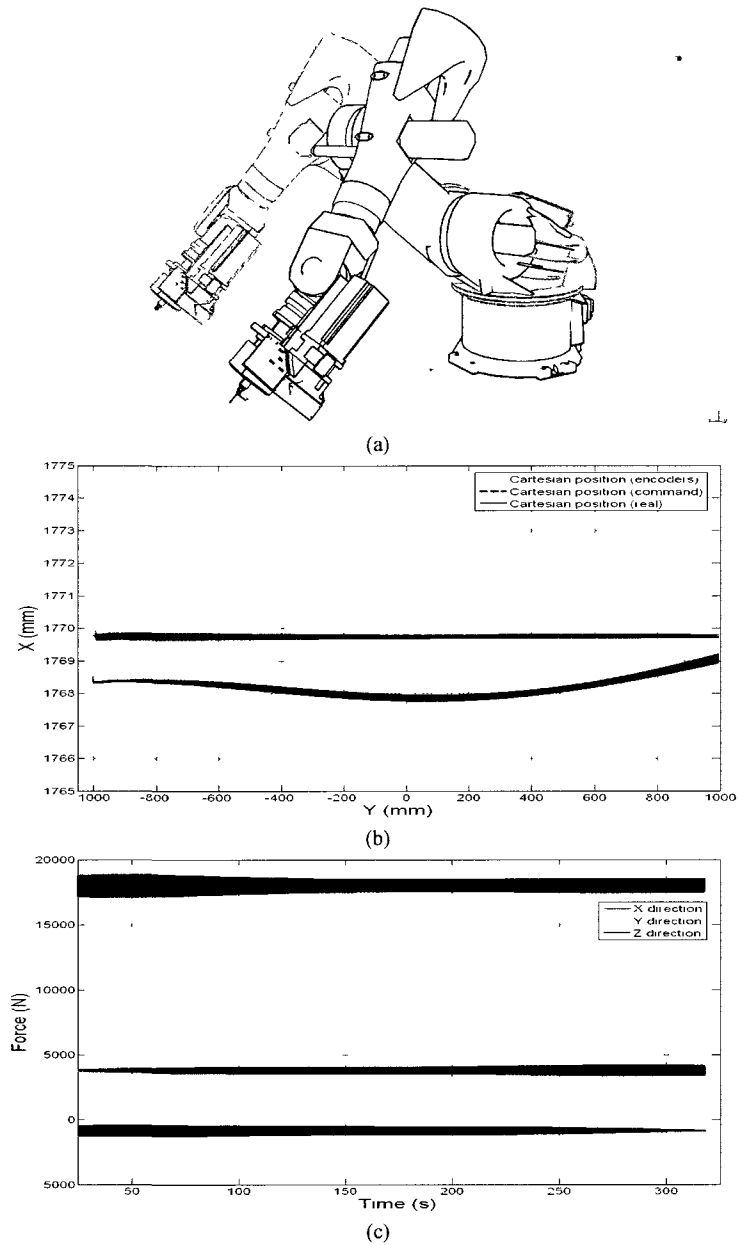 (a)
1775
1774
1773
1772
1771
1770
1769
1768
1767
1766
1765
X (mm)
Cartesian position (encoders)
Cartesian position (command)
Cartesian position (real)
-1000 -800 -600 -400 -200 0 200 400 600 800 1000
Y (mm)
(b)
20000
15000
10000
5000
0
5000
Force (N)
X direction
Y direction
Z direction
50 100 150 200 250 300
Time (s)
(c)